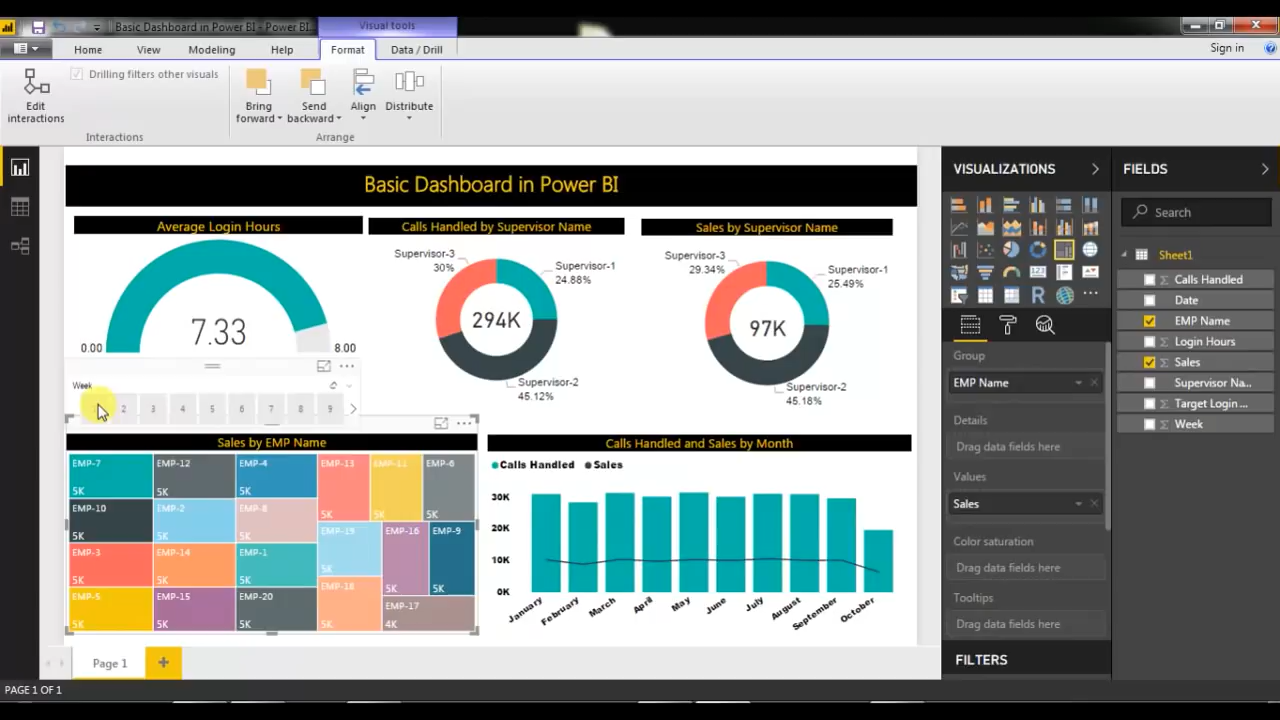 Basic Dashboard in Power BI - Power BI
Visual tools
Home View Modeling Help Format Data / Drill
Sign in
Edit interactions
Drilling filters other visuals
Bring forward
Send backward
Align
Distribute
Interactions
Arrange
Basic Dashboard in Power BI
Average Login Hours
7.33
0.00
8.00
Calls Handled by Supervisor Name
Supervisor-3
30%
Supervisor-1
24.88%
294K
Supervisor-2
45.12%
Sales by Supervisor Name
Supervisor-3
29.34%
Supervisor-1
25.49%
97K
Supervisor-2
45.18%
Week
2 3 4 5 6 7 8 9
Sales by EMP Name
EMP-7
5K
EMP-12
5K
EMP-4
5K
EMP-13
5K
EMP-11
5K
EMP-6
5K
EMP-10
5K
EMP-2
5K
EMP-8
5K
EMP-19
5K
EMP-16
5K
EMP-9
5K
EMP-3
5K
EMP-14
5K
EMP-1
5K
EMP-18
5K
EMP-5
5K
EMP-15
5K
EMP-20
5K
EMP-17
4K
Calls Handled and Sales by Month
Calls Handled Sales
30K
20K
10K
0K
January February March April May June July August September October
VISUALIZATIONS
Group
EMP Name
Details
Drag data fields here
Values
Sales
Color saturation
Drag data fields here
Tooltips
Drag data fields here
FILTERS
FIELDS
Search
Sheet1
Calls Handled
Date
EMP Name
Login Hours
Sales
Supervisor Na...
Target Login ...
Week
Page 1
PAGE 1 OF 1